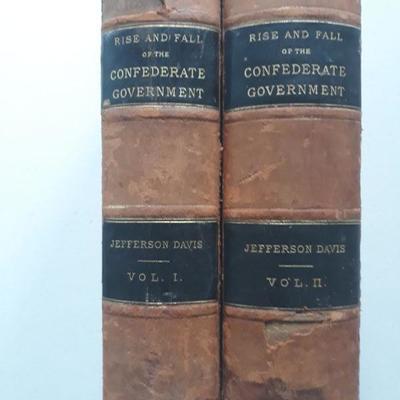 RISE AND FALL
OF THE
CONFEDERATE
GOVERNMENT
JEFFERSON DAVIS
VOL. I.
RISE AND FALL
OF THE
CONFEDERATE
GOVERNMENT
JEFFERSON DAVIS
VOL. II.